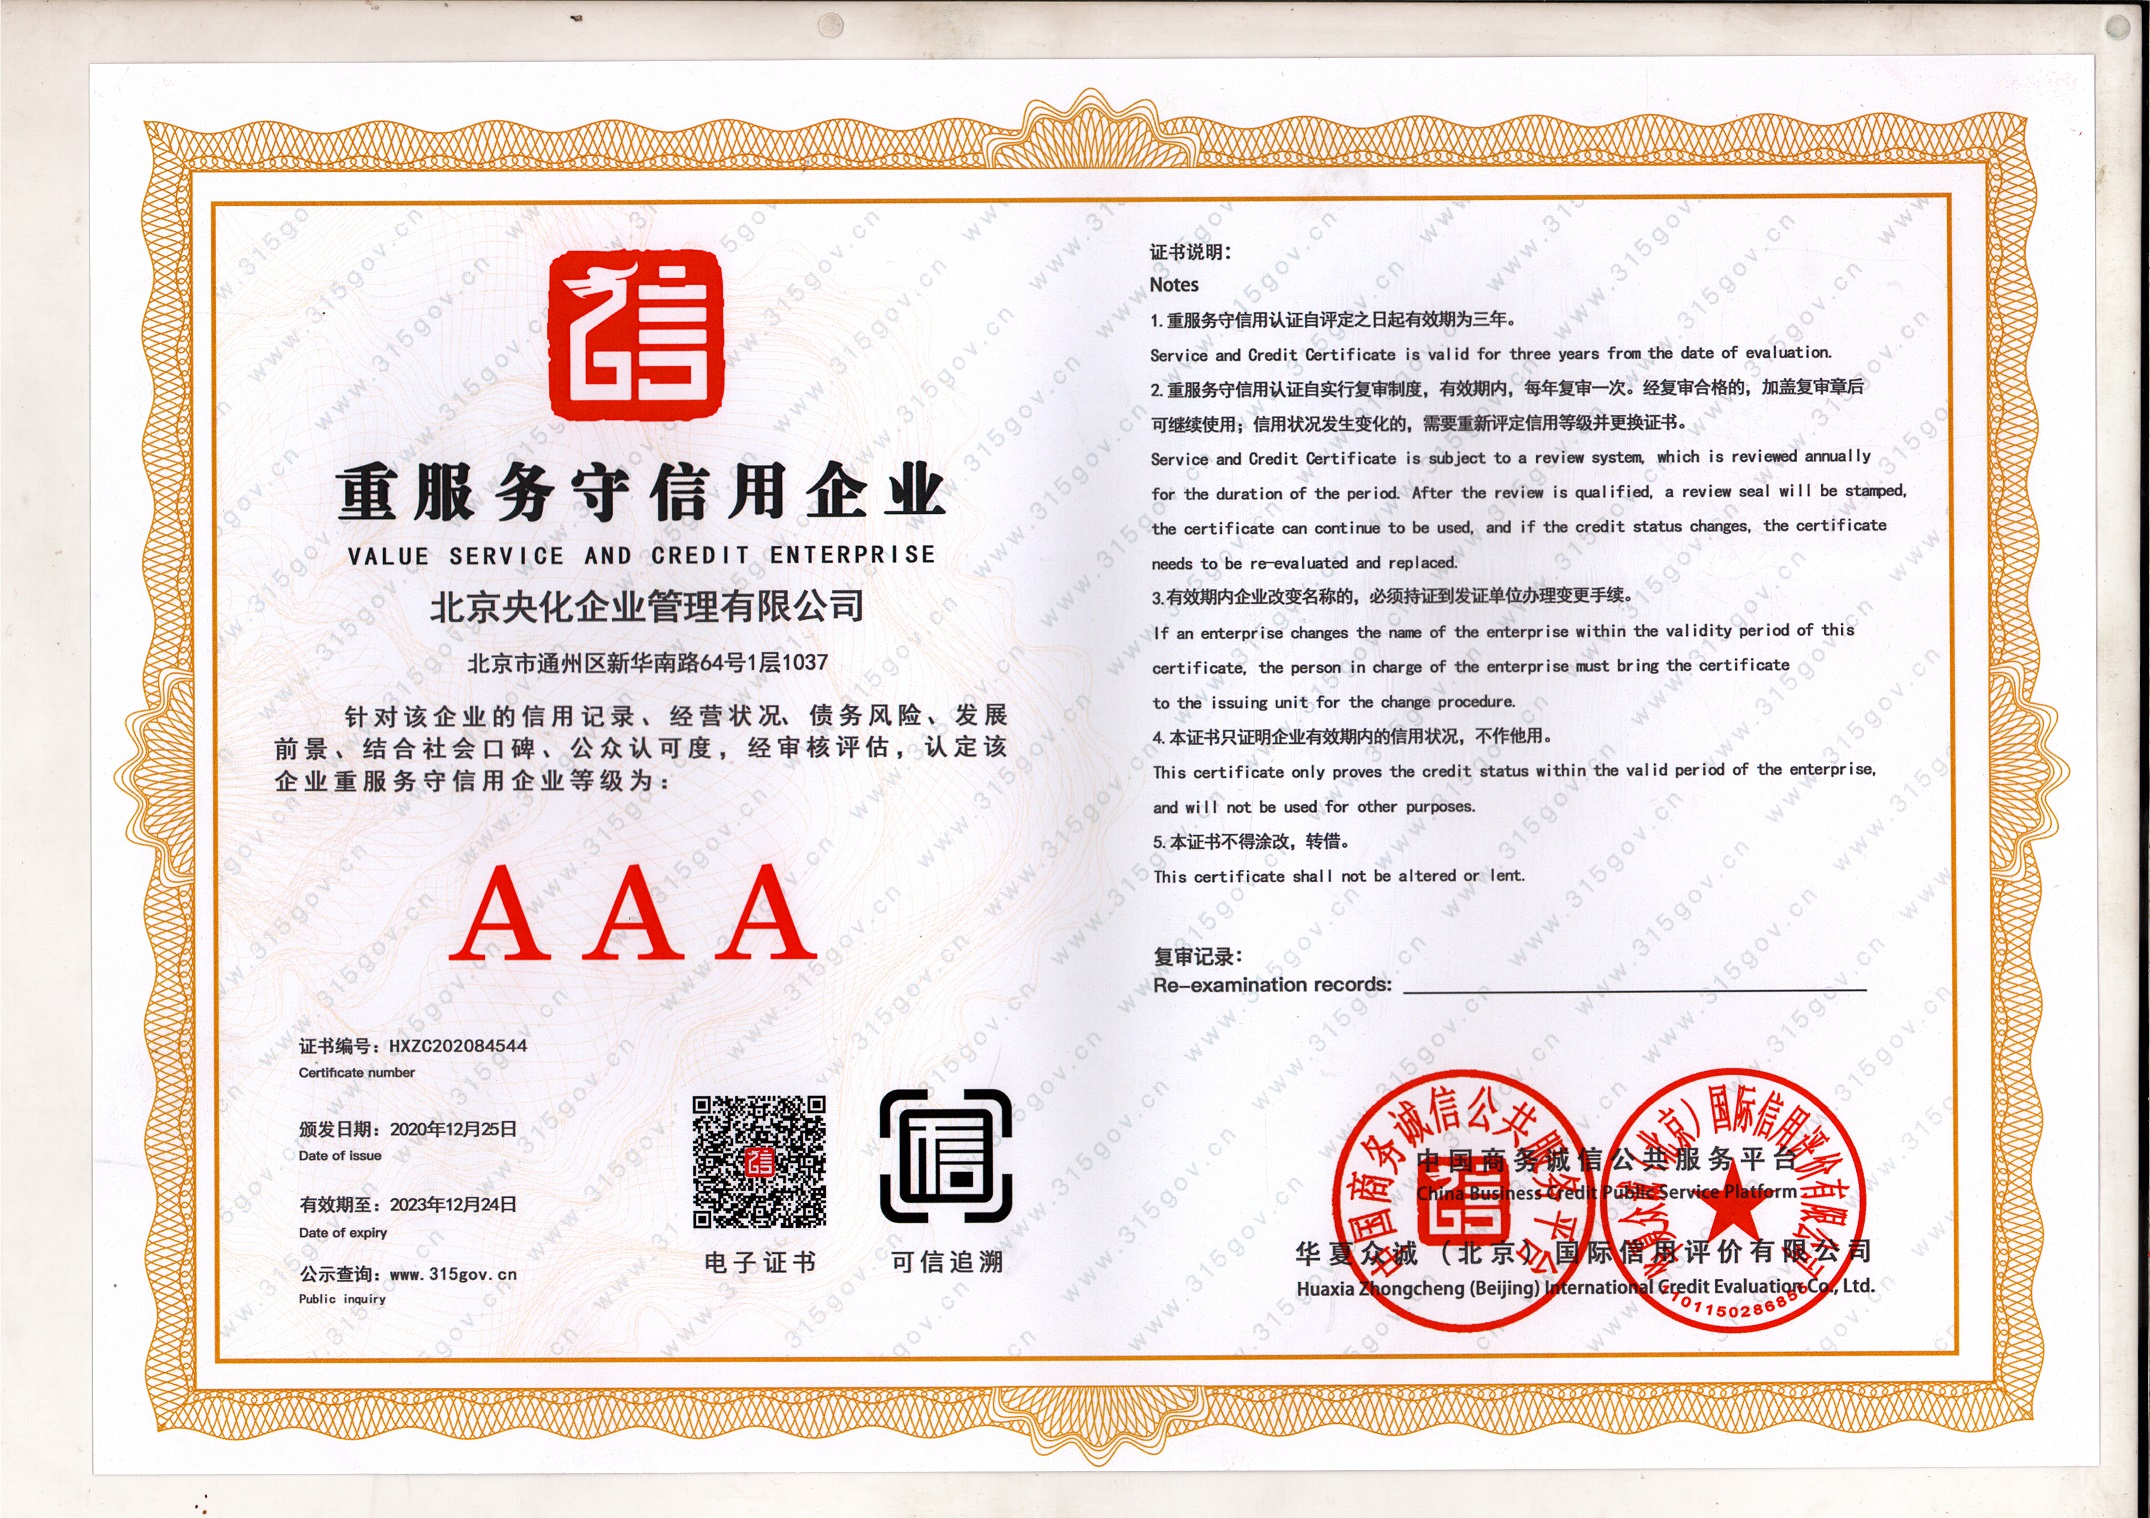 信
重服务守信用企业
VALUE SERVICE AND CREDIT ENTERPRISE
北京央化企业管理有限公司
北京市通州区新华南路64号1层1037
针对该企业的信用记录、经营状况、债务风险、发展
前景、结合社会口碑、公众认可度，经审核评估，认定该
企业重服务守信用企业等级为：
AAA
证书编号：HXZC202084544
Certificate number
颁发日期：2020年12月25日
Date of issue
有效期至：2023年12月24日
Date of expiry
公示查询：www.315gov.cn
Public inquiry
电子证书
信
可信追溯
证书说明：
Notes
1.重服务守信用认证自评定之日起有效期为三年。
Service and Credit Certificate is valid for three years from the date of evaluation.
2.重服务守信用认证自实行复审制度，有效期内，每年复审一次。经复审合格的，加盖复审章后
可继续使用；信用状况发生变化的，需要重新评定信用等级并更换证书。
Service and Credit Certificate is subject to a review system, which is reviewed annually
for the duration of the period. After the review is qualified, a review seal will be stamped,
the certificate can continue to be used, and if the credit status changes, the certificate
needs to be re-evaluated and replaced.
3.有效期内企业改变名称的，必须持证到发证单位办理变更手续。
If an enterprise changes the name of the enterprise within the validity period of this
certificate, the person in charge of the enterprise must bring the certificate
to the issuing unit for the change procedure.
4.本证书只证明企业有效期内的信用状况，不作他用。
This certificate only proves the credit status within the valid period of the enterprise,
and will not be used for other purposes.
5.本证书不得涂改，转借。
This certificate shall not be altered or lent.
复审记录：
Re-examination records:
中国商务诚信公共服务平台
China Business Credit Public Service Platform
华夏众诚（北京）国际信用评价有限公司
Huaxia Zhongcheng (Beijing) International Credit Evaluation Co., Ltd.
中国商务诚信公共服务平台
华夏众诚（北京）国际信用评价有限公司
www.315gov.cn